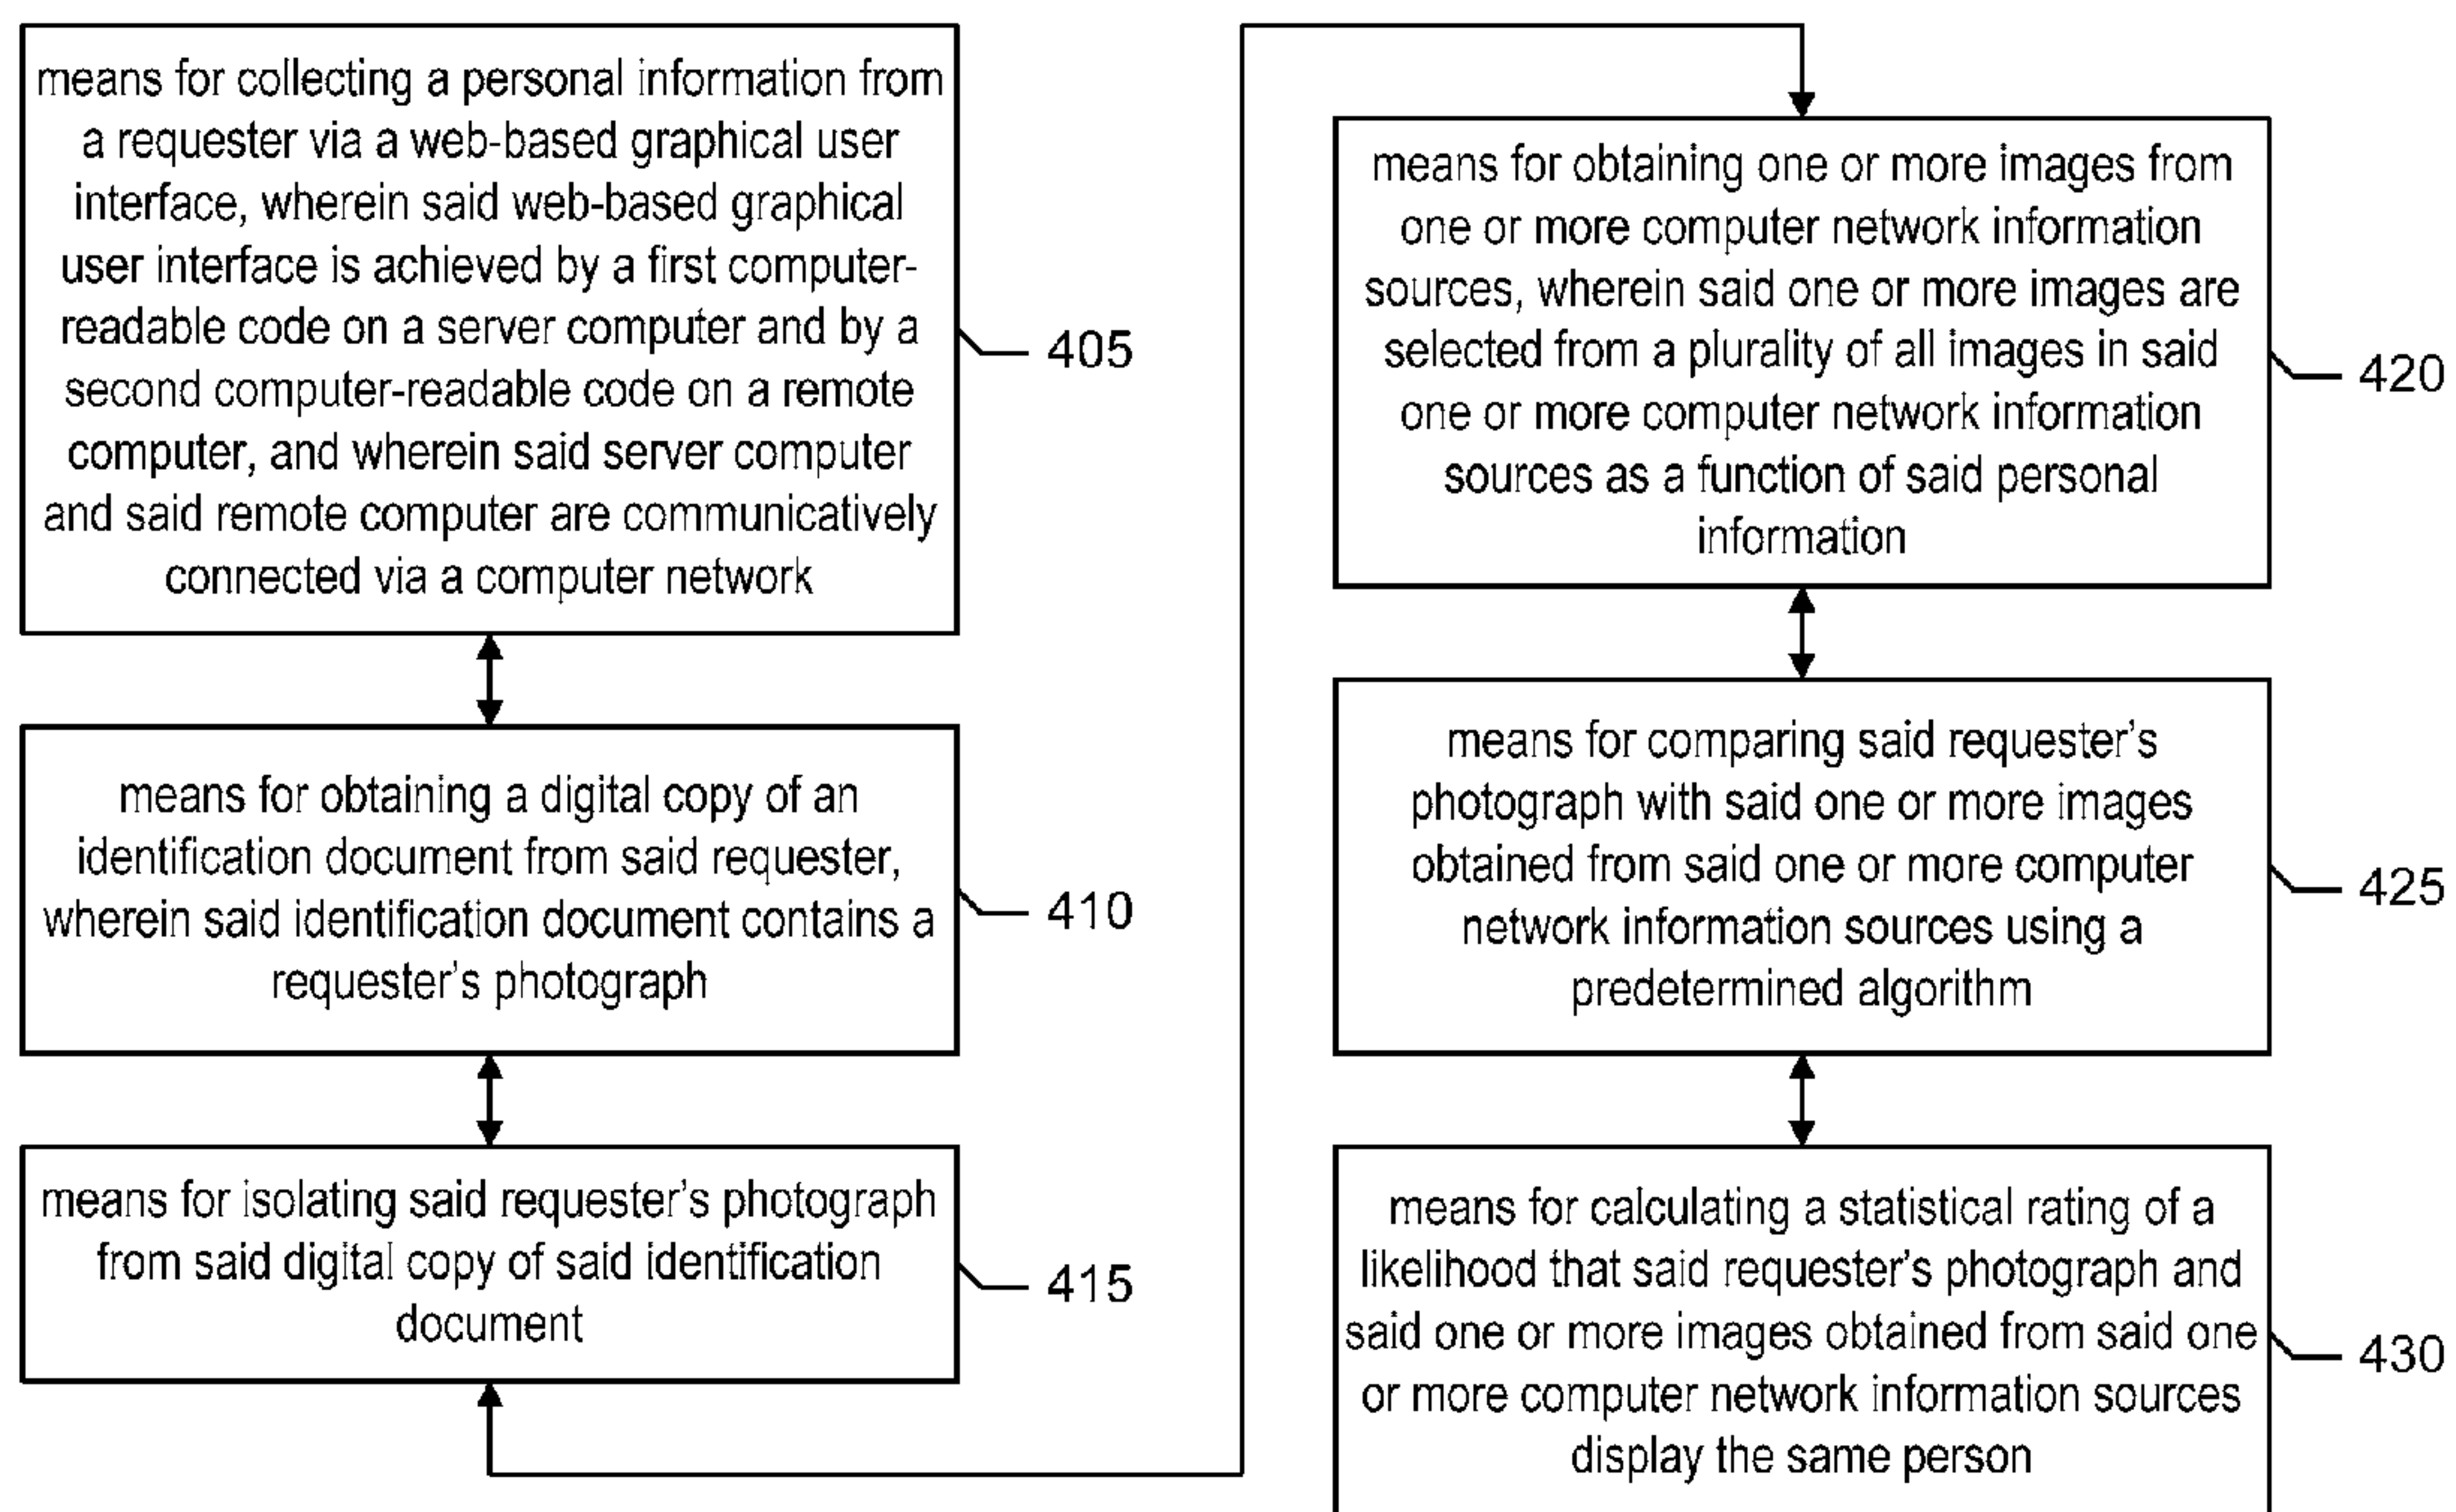 means for collecting a personal information from
a requester via a web-based graphical user
interface, wherein said web-based graphical
user interface is achieved by a first computer-
readable code on a server computer and by a
second computer-readable code on a remote
computer, and wherein said server computer
and said remote computer are communicatively
connected via a computer network
405
means for obtaining a digital copy of an
identification document from said requester,
wherein said identification document contains a
requester’s photograph
410
means for isolating said requester’s photograph
from said digital copy of said identification
document
415
means for obtaining one or more images from
one or more computer network information
sources, wherein said one or more images are
selected from a plurality of all images in said
one or more computer network information
sources as a function of said personal
information
420
means for comparing said requester’s
photograph with said one or more images
obtained from said one or more computer
network information sources using a
predetermined algorithm
425
means for calculating a statistical rating of a
likelihood that said requester’s photograph and
said one or more images obtained from said one
or more computer network information sources
display the same person
430